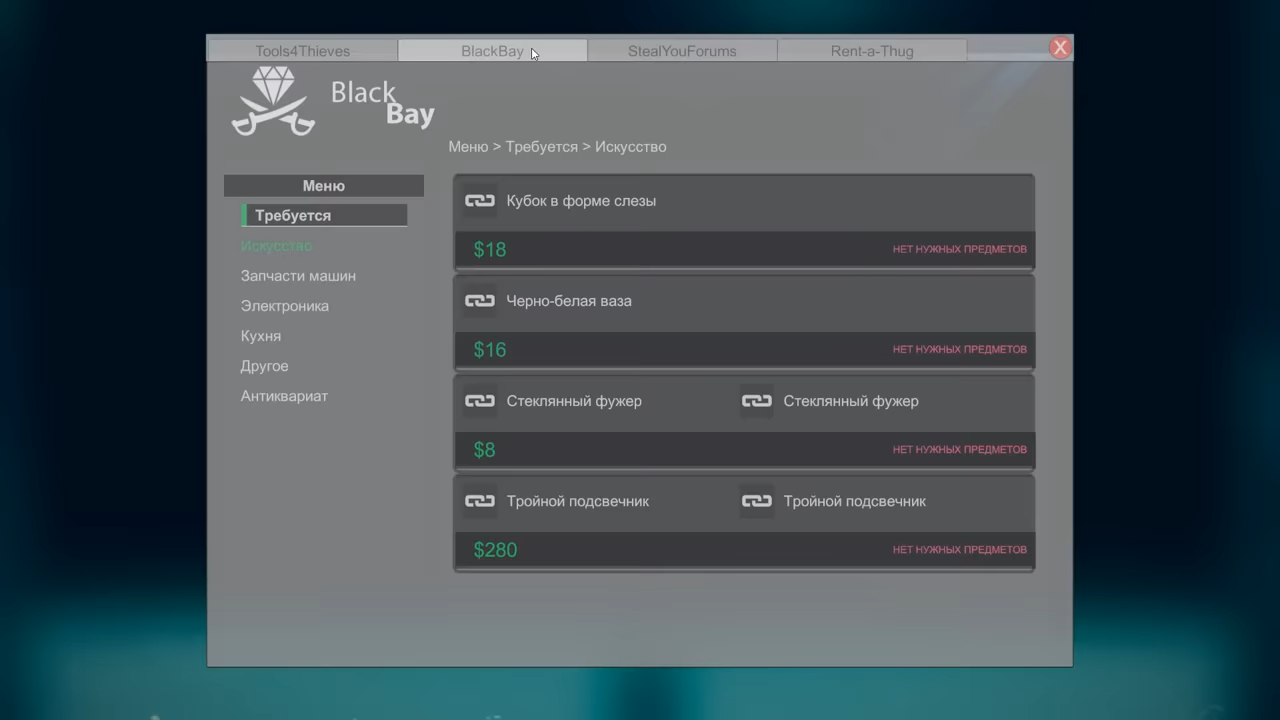 Tools4Thieves BlackBay StealYouForums Rent-a-Thug X
Black
Bay
Меню > Требуется > Искусство
Меню
Требуется
Искусство
Запчасти машин
Электроника
Кухня
Другое
Антиквариат
Кубок в форме слезы
$18 НЕТ НУЖНЫХ ПРЕДМЕТОВ
Черно-белая ваза
$16 НЕТ НУЖНЫХ ПРЕДМЕТОВ
Стеклянный фужер Стеклянный фужер
$8 НЕТ НУЖНЫХ ПРЕДМЕТОВ
Тройной подсвечник Тройной подсвечник
$280 НЕТ НУЖНЫХ ПРЕДМЕТОВ